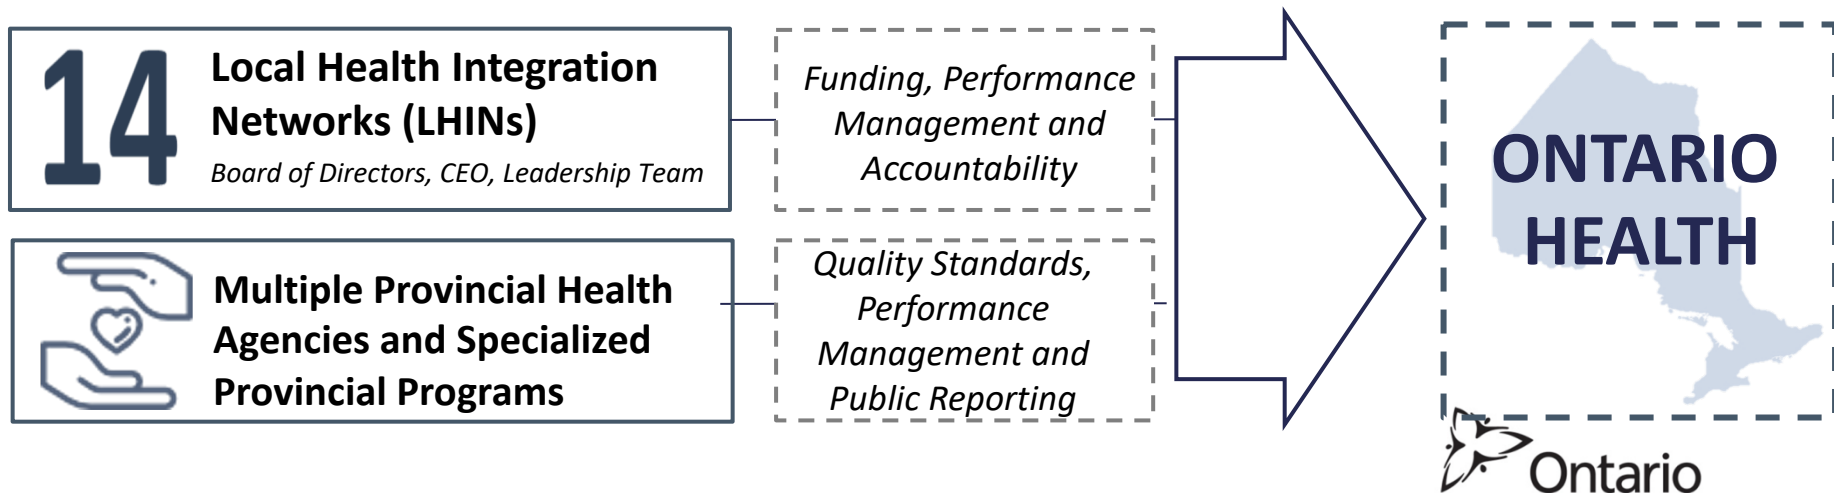 14
Local Health Integration
Networks (LHINs)
Board of Directors, CEO, Leadership Team
Funding, Performance
Management and
Accountability
Multiple Provincial Health
Agencies and Specialized
Provincial Programs
Quality Standards,
Performance
Management and
Public Reporting
ONTARIO
HEALTH
Ontario